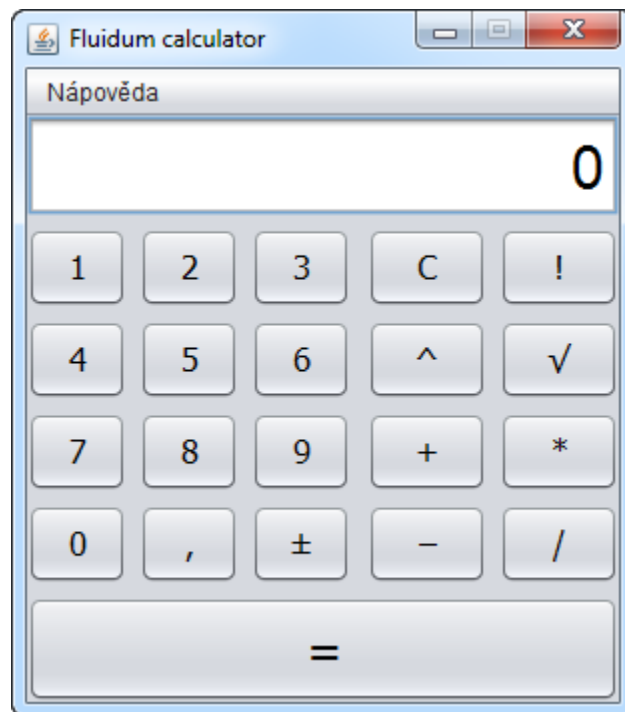 Fluidum calculator
Nápověda
0
1 2 3 C !
4 5 6 ^ √
7 8 9 + *
0 , ± − /
=